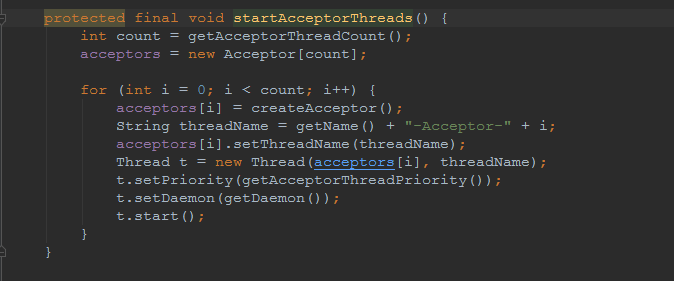 protected final void startAcceptorThreads() {
    int count = getAcceptorThreadCount();
    acceptors = new Acceptor[count];

    for (int i = 0; i < count; i++) {
        acceptors[i] = createAcceptor();
        String threadName = getName() + "-Acceptor-" + i;
        acceptors[i].setThreadName(threadName);
        Thread t = new Thread(acceptors[i], threadName);
        t.setPriority(getAcceptorThreadPriority());
        t.setDaemon(getDaemon());
        t.start();
    }
}